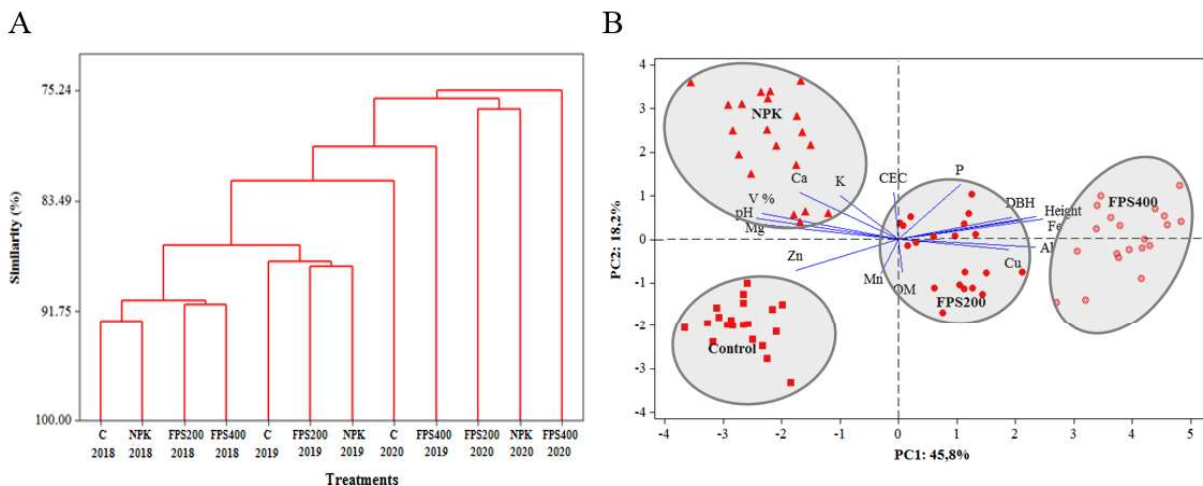 A
75.24
83.49
91.75
100.00
Similarity (%)
C NPK FPS200 FPS400 C FPS200 NPK C FPS400 FPS200 NPK FPS400
2018 2018 2018 2018 2019 2019 2019 2020 2019 2020 2020 2020
Treatments
B
4
3
2
1
0
-1
-2
-3
-4
PC2: 18,2%
NPK
Ca
K
CEC
P
V %
pH
Mg
DBH
Height
FPS400
Fe
Al
Cu
Zn
Mn
OM
FPS200
Control
-4 -3 -2 -1 0 1 2 3 4 5
PC1: 45,8%